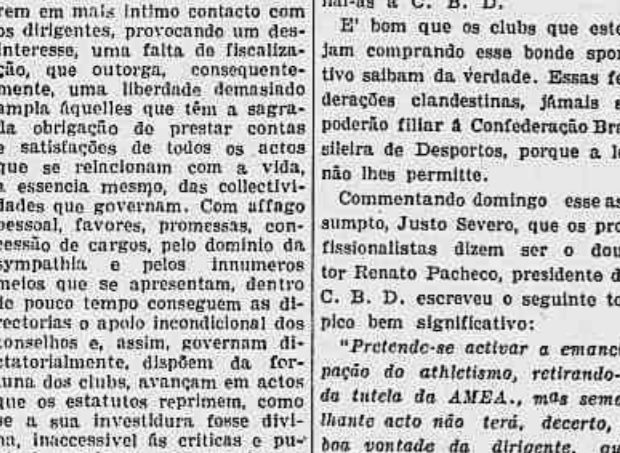 rem em mais intimo contacto com
os dirigentes, provocando um des-
interesse, uma falta de fiscaliza-
ção, que outorga, consequente-
mente, uma liberdade demasiado
ampla áquelles que têm a sagra-
da obrigação de prestar contas
e satisfações de todos os actos
que se relacionam com a vida,
a essencia mesmo, das collectivi-
dades que governam. Com affago
pessoal, favores, promessas, con-
cessão de cargos, pelo dominio da
sympathia e pelos innumeros
meios que se apresentam, dentro
de pouco tempo conseguem as di-
rectorias o apoio incondicional dos
conselhos e, assim, governam di-
ctatorialmente, dispõem da for-
tuna dos clubs, avançam em actos
que os estatutos reprimem, como
se a sua investidura fosse divi-
na, inaccessivel ás criticas e pu-
nal-as a C. B. D.
E' bom que os clubs que este
jam comprando esse bonde spor
tivo saibam da verdade. Essas fe
derações clandestinas, jámais s
poderão filiar á Confederação Bra
sileira de Desportos, porque a le
não lhes permitte.
Commentando domingo esse as
sumpto, Justo Severo, que os pro
fissionalistas dizem ser o dou
tor Renato Pacheco, presidente d
C. B. D. escreveu o seguinte to
pico bem significativo:
"Pretende-se activar a emanci
pação do athletismo, retirando-
da tutela da AMEA., mas seme
lhante acto não terá, decerto,
boa vontade da dirigente, qu